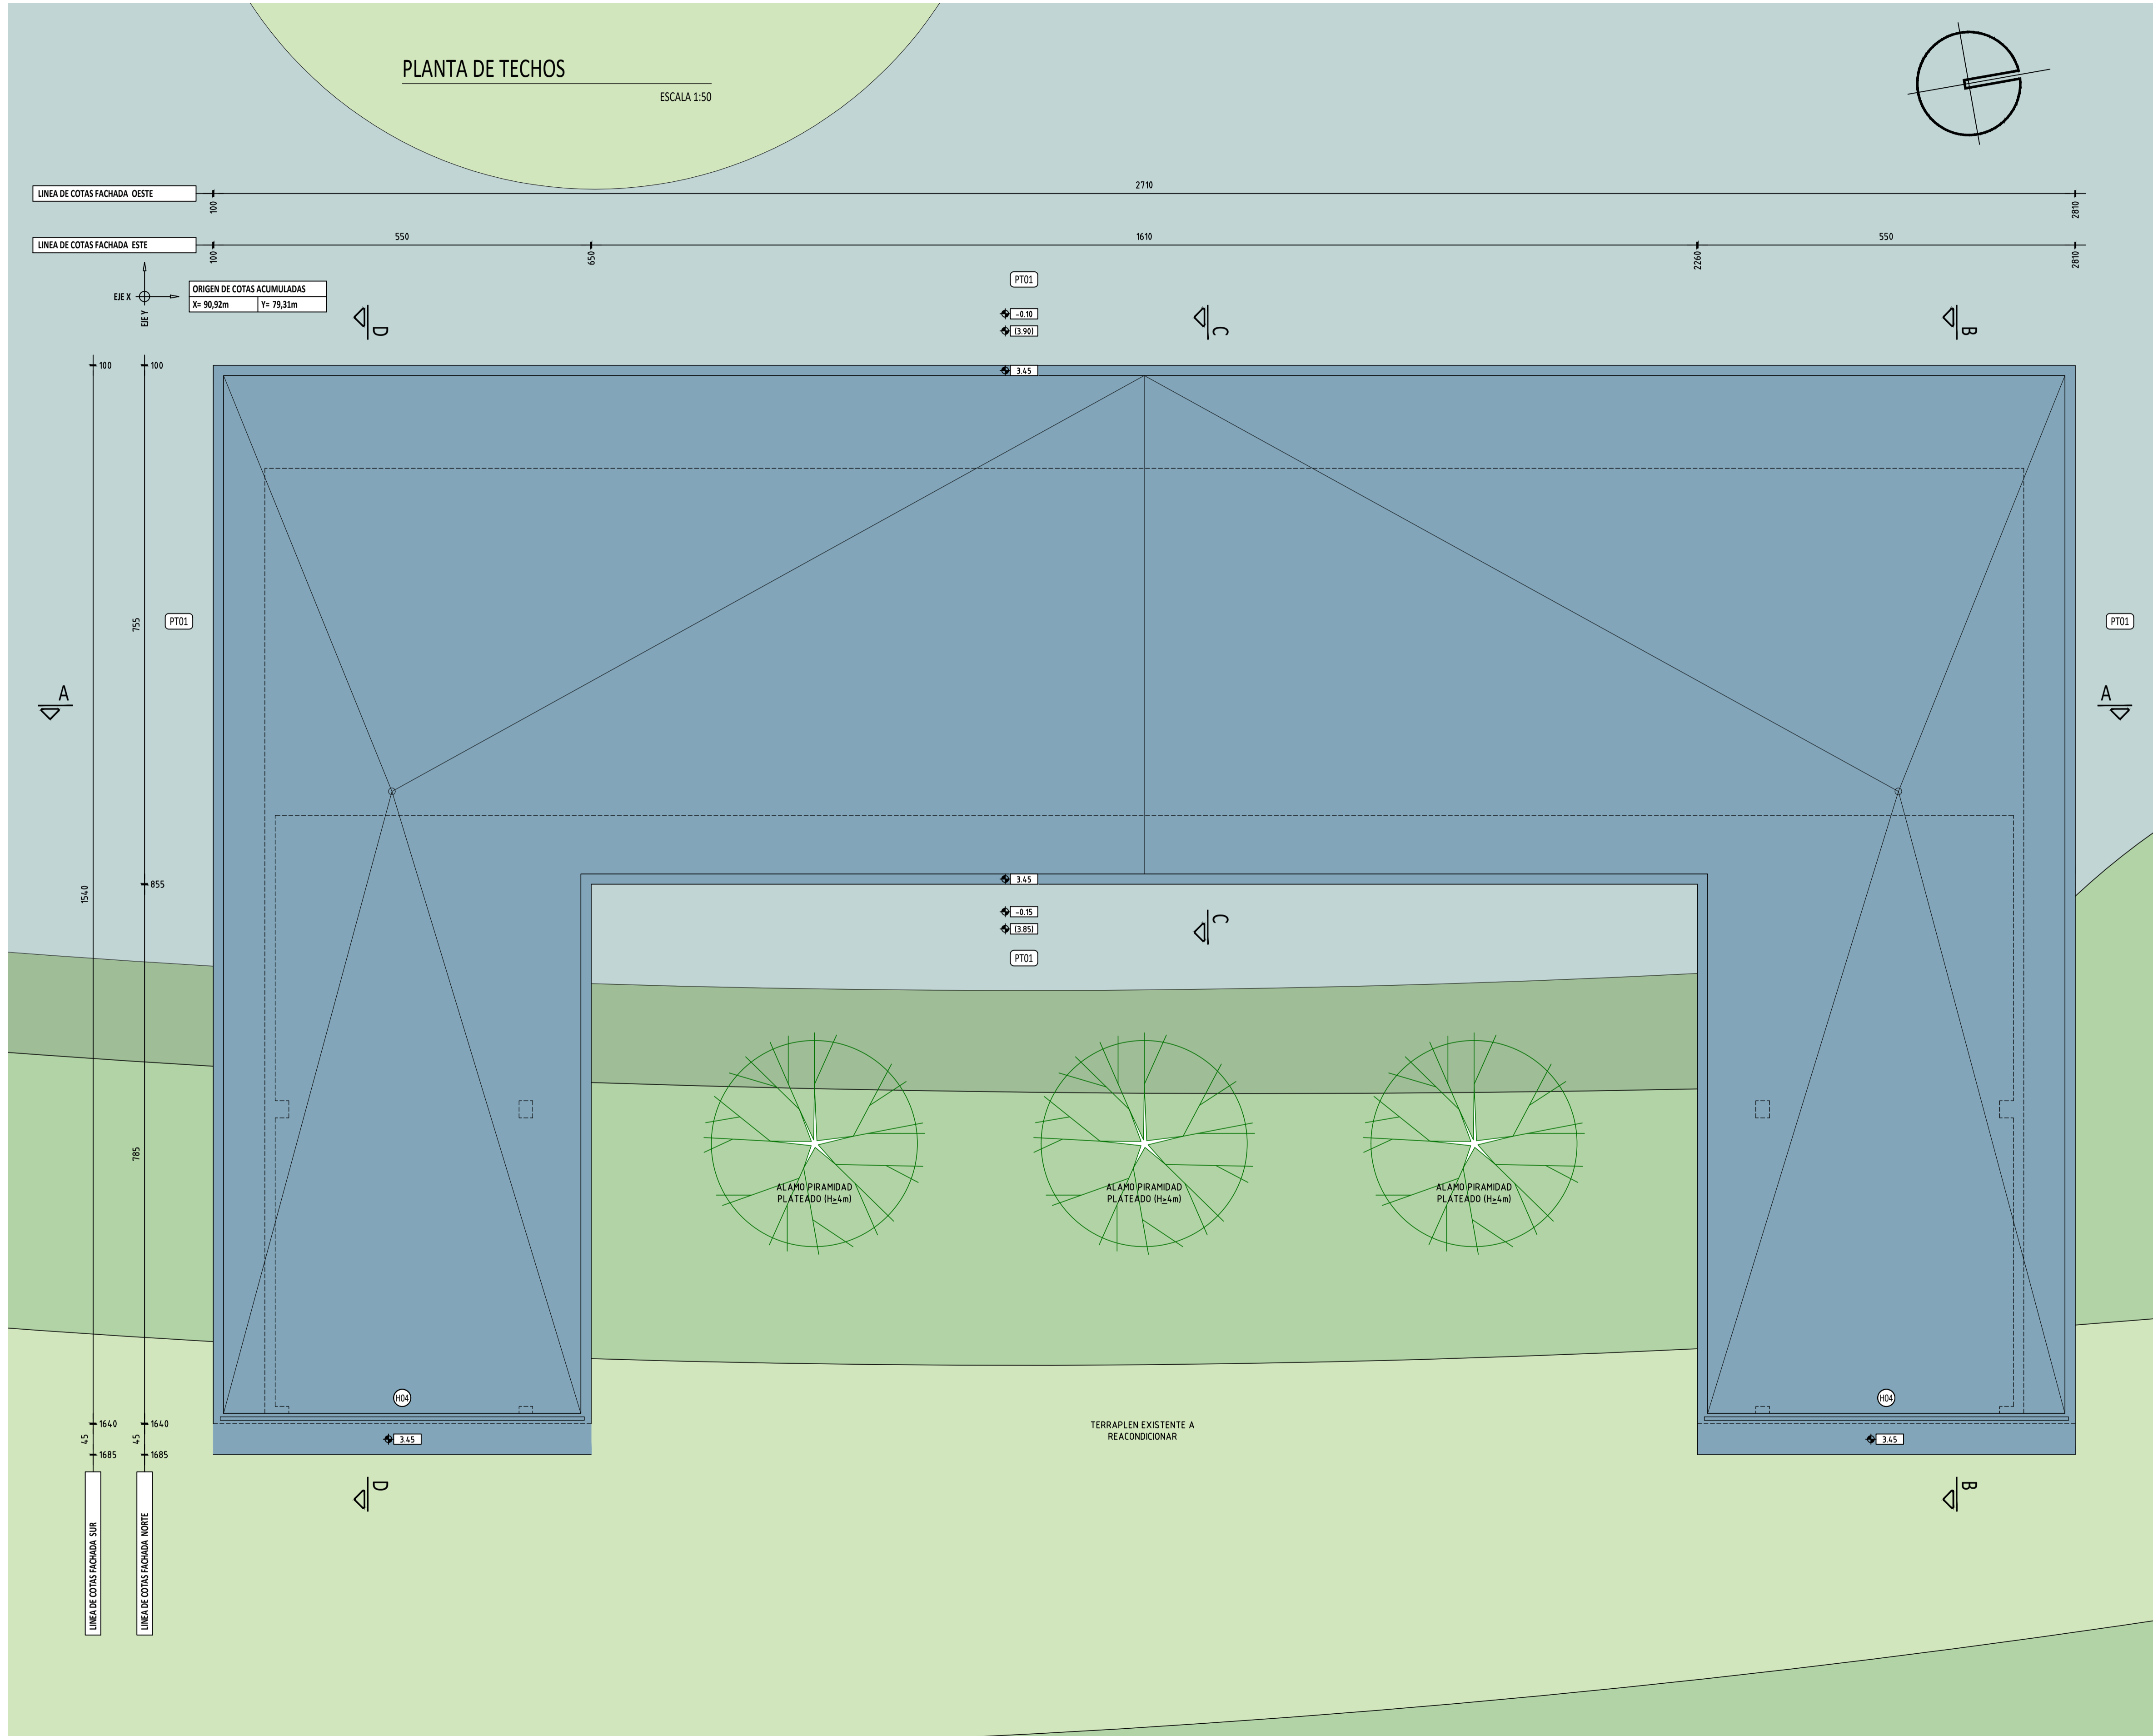 PLANTA DE TECHOS
ESCALA 1:50
LINEA DE COTAS FACHADA OESTE
2710
100
2810
LINEA DE COTAS FACHADA ESTE
550
1610
550
100
650
2260
2810
ORIGEN DE COTAS ACUMULADAS
X= 90,92m
Y= 79,31m
EJE X
EJE Y
PT01
-0.10
(3.90)
D
C
B
100
100
3.45
755
PT01
PT01
A
A
1540
855
3.45
-0.15
(3.85)
C
PT01
785
ALAMO PIRAMIDAD
PLATEADO (H≥4m)
ALAMO PIRAMIDAD
PLATEADO (H≥4m)
ALAMO PIRAMIDAD
PLATEADO (H≥4m)
H04
H04
TERRAPLEN EXISTENTE A
REACONDICIONAR
1640
1640
45
45
3.45
3.45
1685
1685
D
B
LINEA DE COTAS FACHADA SUR
LINEA DE COTAS FACHADA NORTE